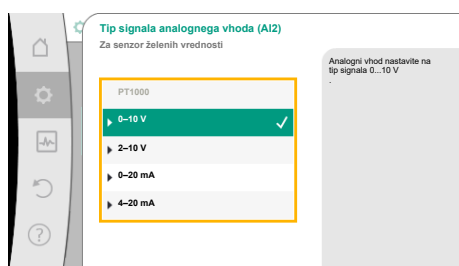 Tip signala analognega vhoda (AI2)
Za senzor želenih vrednosti
PT1000
0–10 V
2–10 V
0–20 mA
4–20 mA
Analogni vhod nastavite na
tip signala 0...10 V
.
?